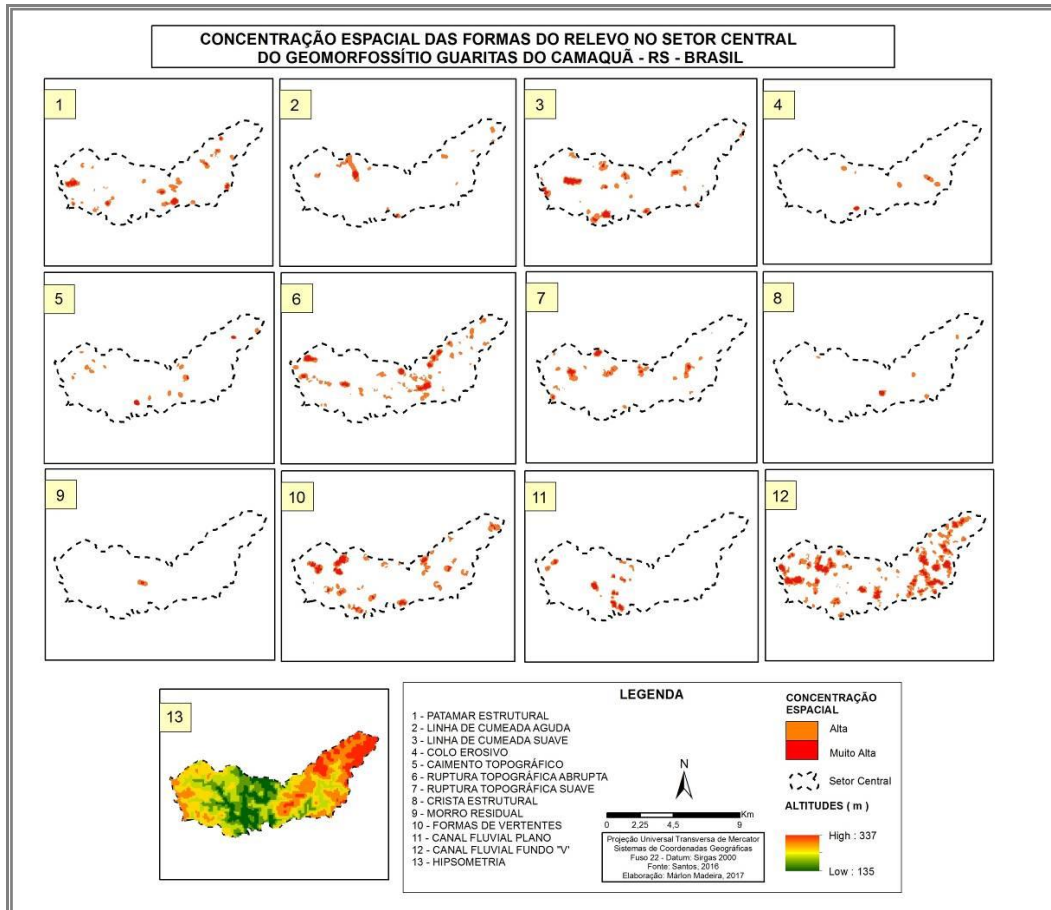 CONCENTRAÇÃO ESPACIAL DAS FORMAS DO RELEVO NO SETOR CENTRAL
DO GEOMORFOSSÍTIO GUARITAS DO CAMAQUÃ - RS - BRASIL
1
2
3
4
5
6
7
8
9
10
11
12
13
LEGENDA
1 - PATAMAR ESTRUTURAL
2 - LINHA DE CUMEADA AGUDA
3 - LINHA DE CUMEADA SUAVE
4 - COLO EROSIVO
5 - CAIMENTO TOPOGRÁFICO
6 - RUPTURA TOPOGRÁFICA ABRUPTA
7 - RUPTURA TOPOGRÁFICA SUAVE
8 - CRISTA ESTRUTURAL
9 - MORRO RESIDUAL
10 - FORMAS DE VERTENTES
11 - CANAL FLUVIAL PLANO
12 - CANAL FLUVIAL FUNDO "V'
13 - HIPSOMETRIA
N
Km
0 2,25 4,5 9
Projeção Universal Transversa de Mercator
Sistemas de Coordenadas Geográficas
Fuso 22 - Datum: Sirgas 2000
Fonte: Santos, 2016
Elaboração: Márlon Madeira, 2017
CONCENTRAÇÃO
ESPACIAL
Alta
Muito Alta
Setor Central
ALTITUDES ( m )
High : 337
Low : 135